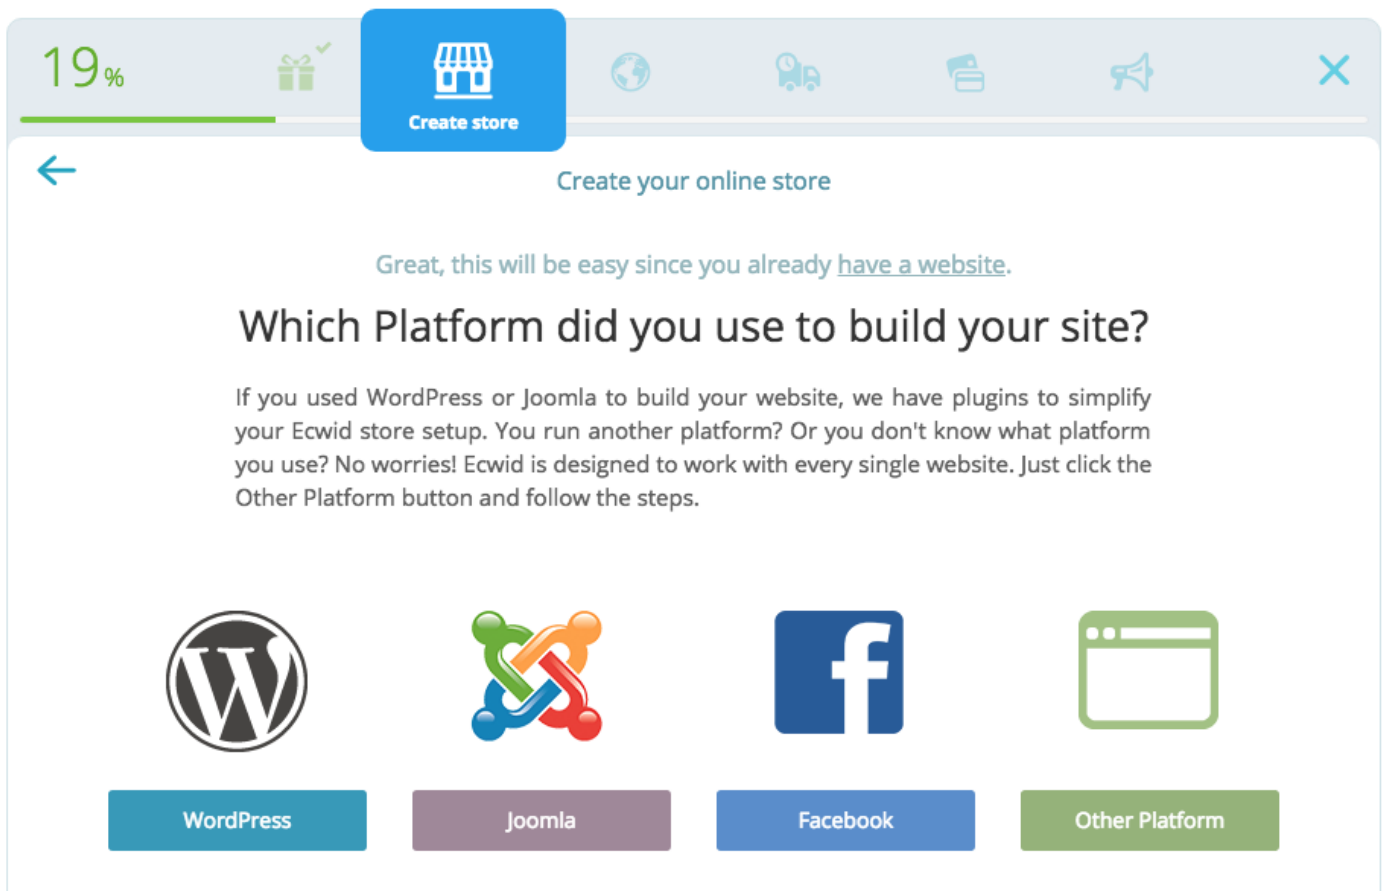 19%
Create store
Create your online store
Great, this will be easy since you already have a website.
Which Platform did you use to build your site?
If you used WordPress or Joomla to build your website, we have plugins to simplify
your Ecwid store setup. You run another platform? Or you don't know what platform
you use? No worries! Ecwid is designed to work with every single website. Just click the
Other Platform button and follow the steps.
WordPress
Joomla
Facebook
Other Platform